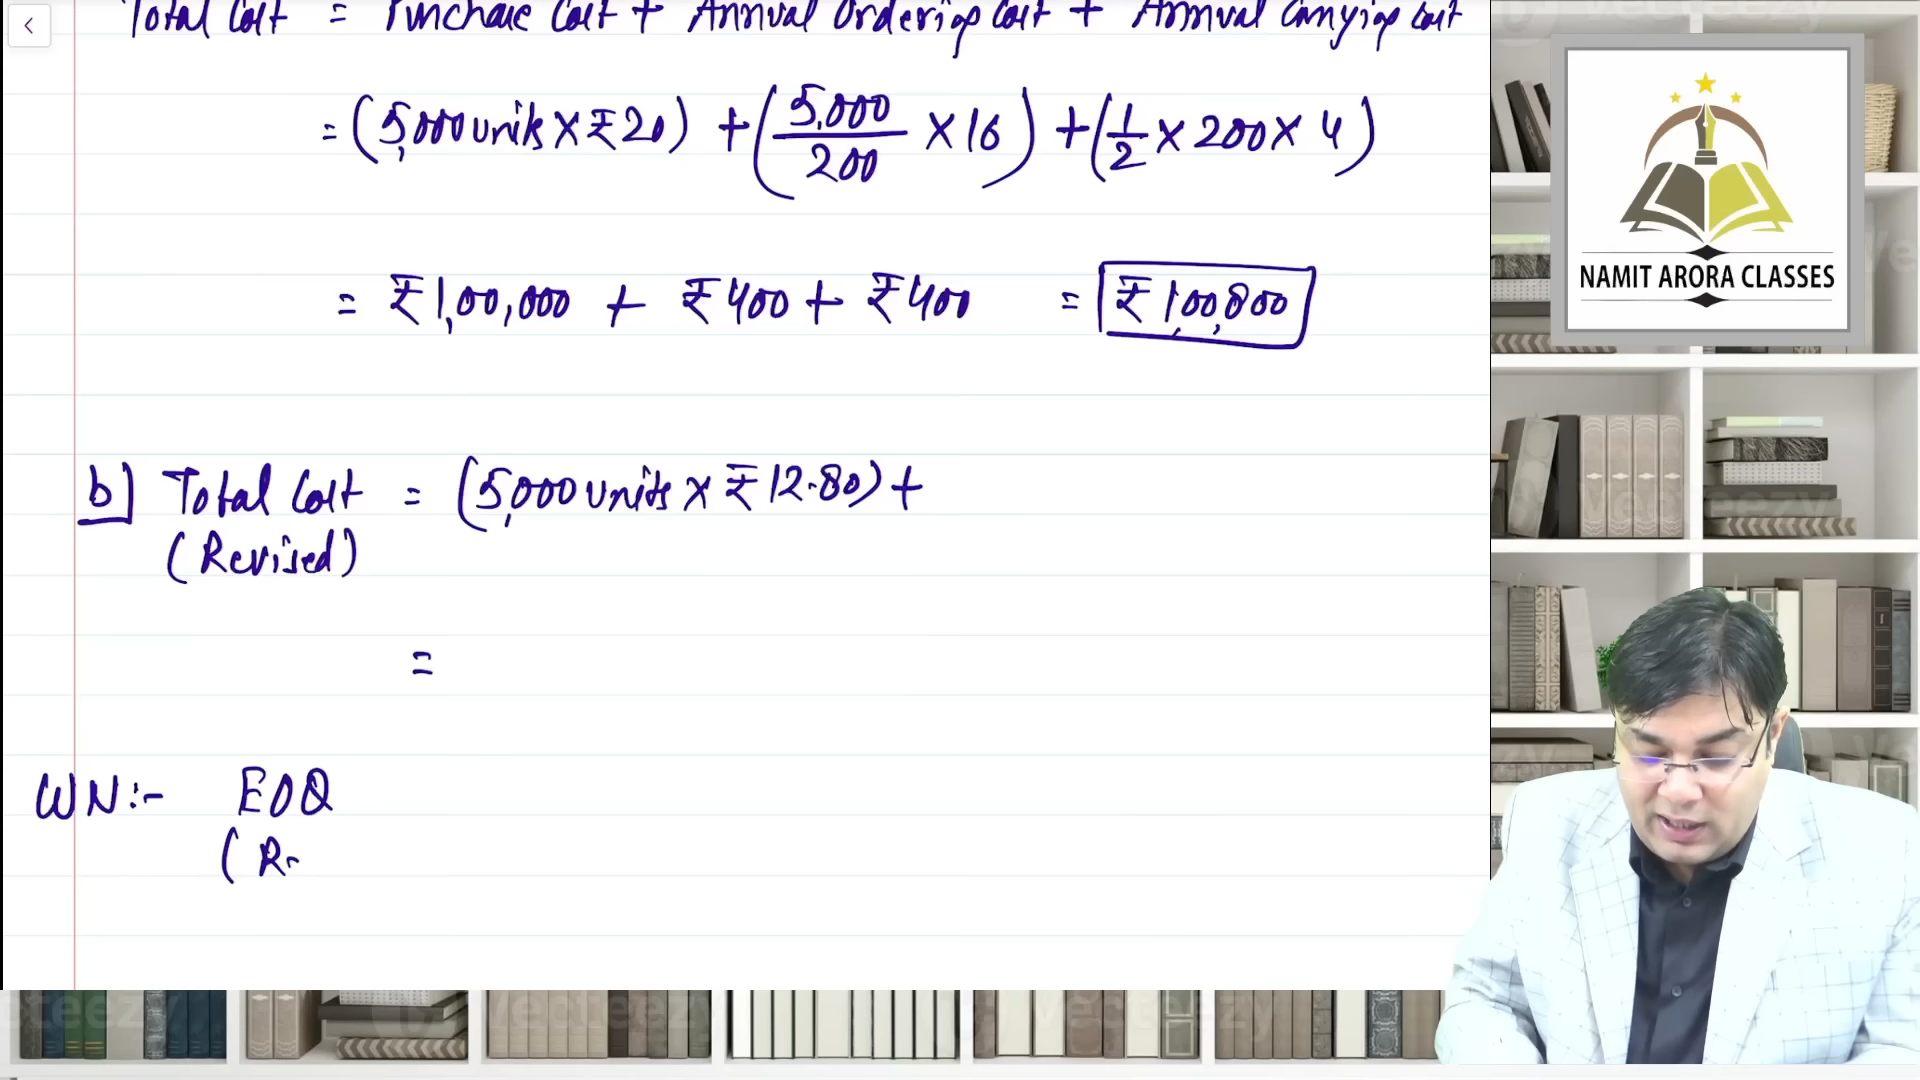 Total Cost = Purchase Cost + Annual Ordering Cost + Annual Carrying Cost
= (5,000 units × ₹20) + (5,000/200 × 16) + (1/2 × 200 × 4)
= ₹1,00,000 + ₹400 + ₹400 = ₹1,00,800
b] Total Cost = (5,000 units × ₹12.80) +
(Revised)
=
WN:- EOQ
(Re
NAMIT ARORA CLASSES